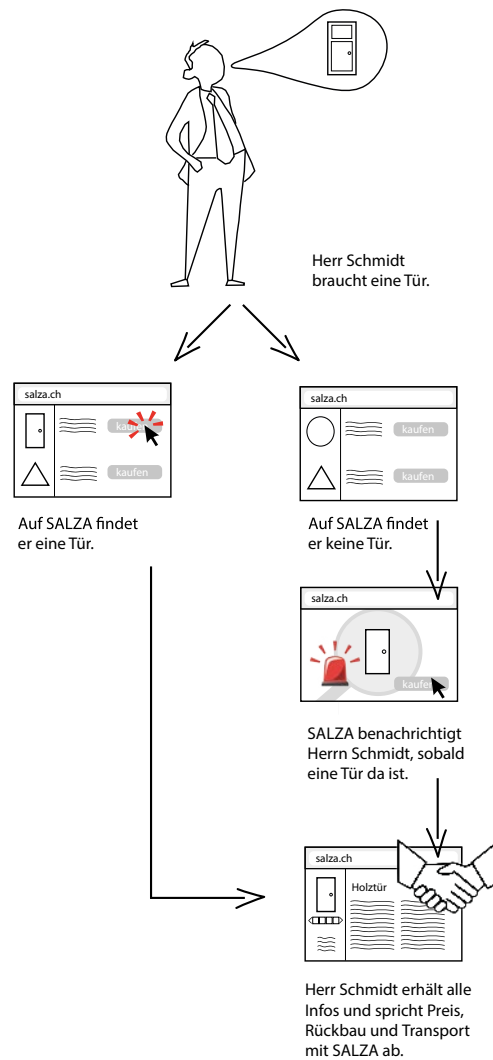 Herr Schmidt
braucht eine Tür.
salza.ch
kaufen
kaufen
Auf SALZA findet
er eine Tür.
salza.ch
kaufen
kaufen
Auf SALZA findet
er keine Tür.
salza.ch
kaufen
SALZA benachrichtigt
Herrn Schmidt, sobald
eine Tür da ist.
salza.ch
Holztür
Herr Schmidt erhält alle
Infos und spricht Preis,
Rückbau und Transport
mit SALZA ab.